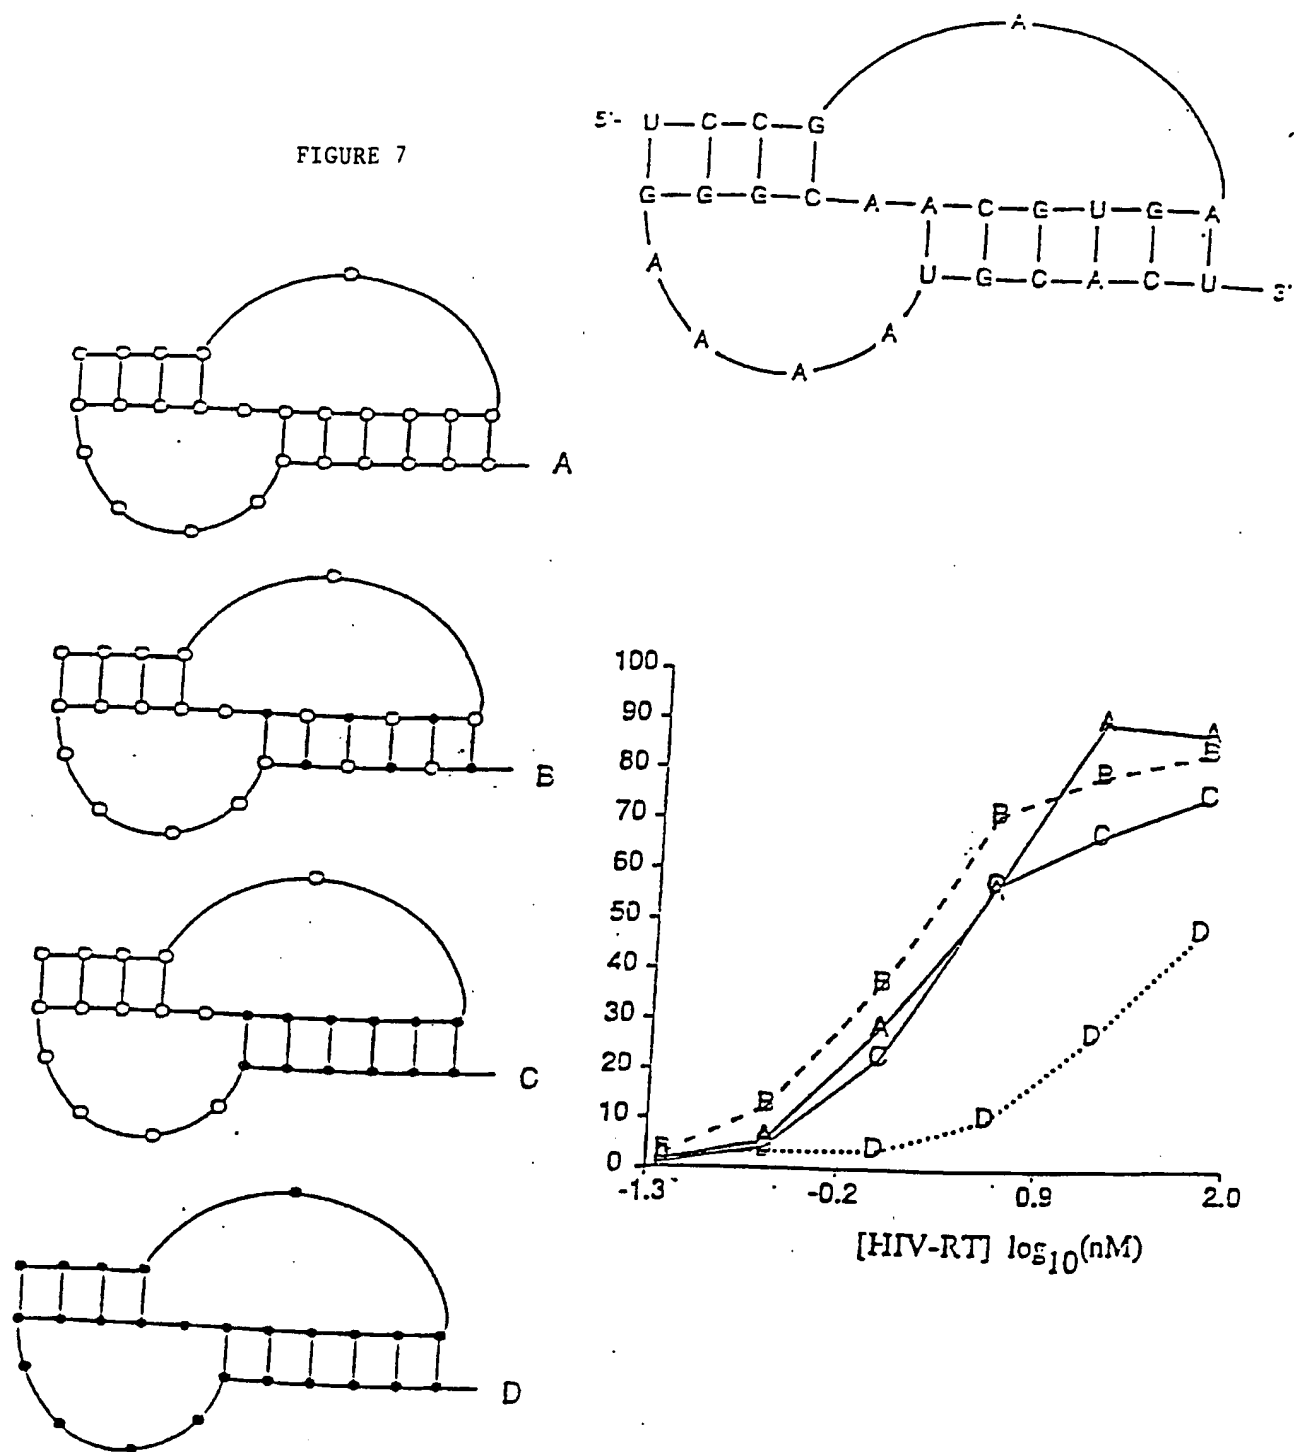 FIGURE 7
A
5'- U-C-C-G
G-G-G-C-A-A-C-G-U-G-A
A
U-G-C-A-C-U 3'
A
A
A
A
B
C
D
100
90
80
70
60
50
40
30
20
10
0
A A
B B B
C C
D
B
A
C
D
D
B
A
D
-1.3 -0.2 0.9 2.0
[HIV-RT] log10(nM)